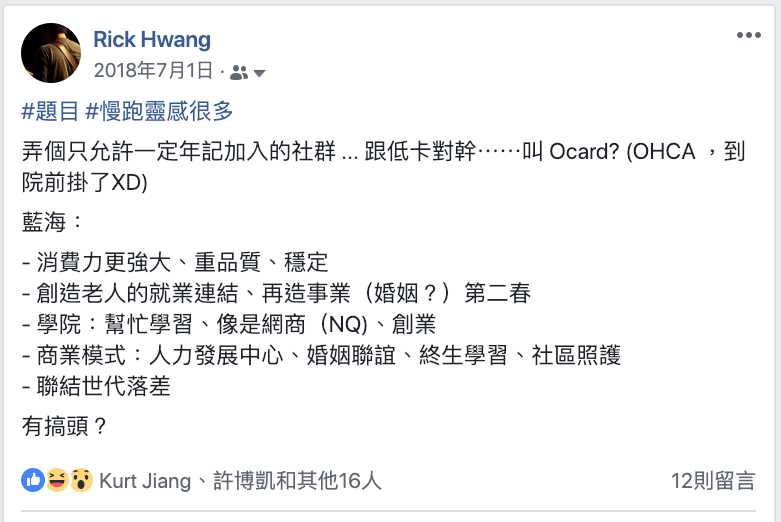 Rick Hwang
2018年7月1日 ·
#題目 #慢跑靈感很多
弄個只允許一定年記加入的社群 ... 跟低卡對幹⋯⋯叫 Ocard? (OHCA ，到
院前掛了XD)
藍海：
- 消費力更強大、重品質、穩定
- 創造老人的就業連結、再造事業（婚姻？）第二春
- 學院：幫忙學習、像是網商（NQ)、創業
- 商業模式：人力發展中心、婚姻聯誼、終生學習、社區照護
- 聯結世代落差
有搞頭？
Kurt Jiang、許博凱和其他16人
12則留言